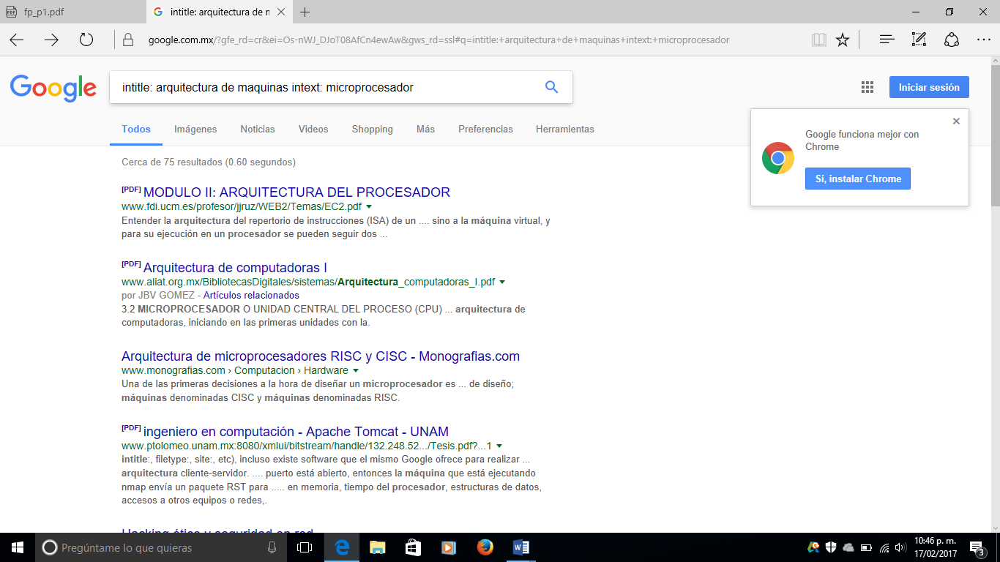 fp_p1.pdf
intitle: arquitectura de m
google.com.mx/?gfe_rd=cr&ei=Os-nWJ_DJoT08AfCn4ewAw&gws_rd=ssl#q=intitle:+arquitectura+de+maquinas+intext:+microprocesador
Google
intitle: arquitectura de maquinas intext: microprocesador
Iniciar sesión
Todos Imágenes Noticias Videos Shopping Más Preferencias Herramientas
Google funciona mejor con
Chrome
Sí, instalar Chrome
Cerca de 75 resultados (0.60 segundos)
[PDF] MODULO II: ARQUITECTURA DEL PROCESADOR
www.fdi.ucm.es/profesor/jjruz/WEB2/Temas/EC2.pdf
Entender la arquitectura del repertorio de instrucciones (ISA) de un .... sino a la máquina virtual, y
para su ejecución en un procesador se pueden seguir dos ...
[PDF] Arquitectura de computadoras I
www.aliat.org.mx/BibliotecasDigitales/sistemas/Arquitectura_computadoras_I.pdf
por JBV GOMEZ - Artículos relacionados
3.2 MICROPROCESADOR O UNIDAD CENTRAL DEL PROCESO (CPU) ... arquitectura de
computadoras, iniciando en las primeras unidades con la.
Arquitectura de microprocesadores RISC y CISC - Monografias.com
www.monografias.com › Computacion › Hardware
Una de las primeras decisiones a la hora de diseñar un microprocesador es ... de diseño;
máquinas denominadas CISC y máquinas denominadas RISC.
[PDF] ingeniero en computación - Apache Tomcat - UNAM
www.ptolomeo.unam.mx:8080/xmlui/bitstream/handle/132.248.52.../Tesis.pdf?...1
intitle:, filetype:, site:, etc), incluso existe software que el mismo Google ofrece para realizar ...
arquitectura cliente-servidor. .... puerto está abierto, entonces la máquina que está ejecutando
nmap envía un paquete RST para ..... en memoria, tiempo del procesador, estructuras de datos,
accesos a otros equipos o redes,.
Hacking ético y seguridad en red
Pregúntame lo que quieras
10:46 p. m.
17/02/2017
3